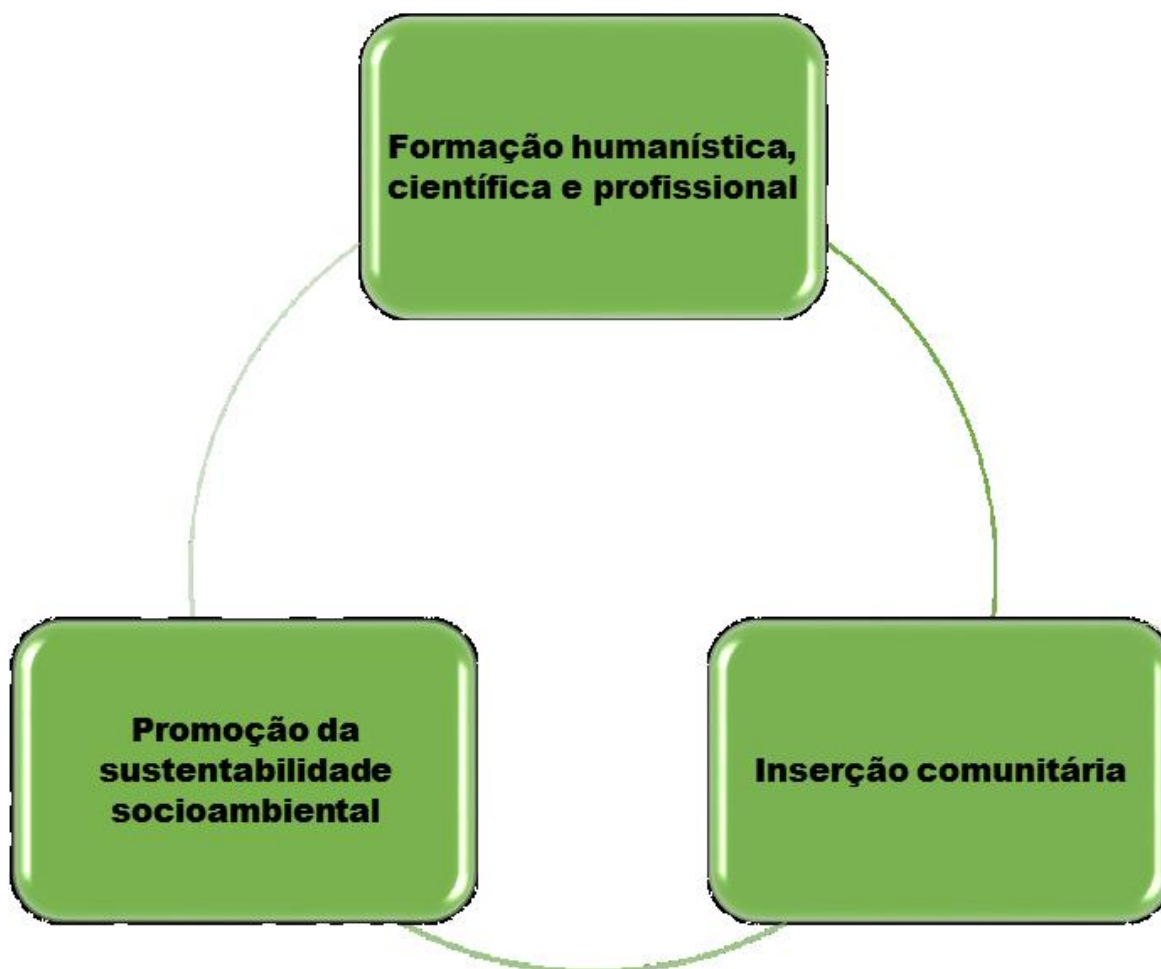 Formação humanística,
científica e profissional
Promoção da
sustentabilidade
socioambiental
Inserção comunitária